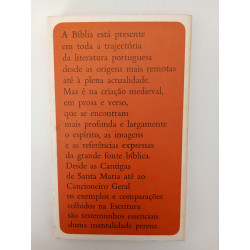 A Bíblia está presente
em toda a trajectória
da literatura portuguesa
desde as origens mais remotas
até à plena actualidade.
Mas é na criação medieval,
em prosa e verso,
que se encontram
mais profunda e largamente
o espírito, as imagens
e as referências expressas
da grande fonte bíblica.
Desde as Cantigas
de Santa Maria até ao
Cancioneiro Geral
os exemplos e comparações
colhidos na Escritura
são testemunhos essenciais
duma mentalidade perene.